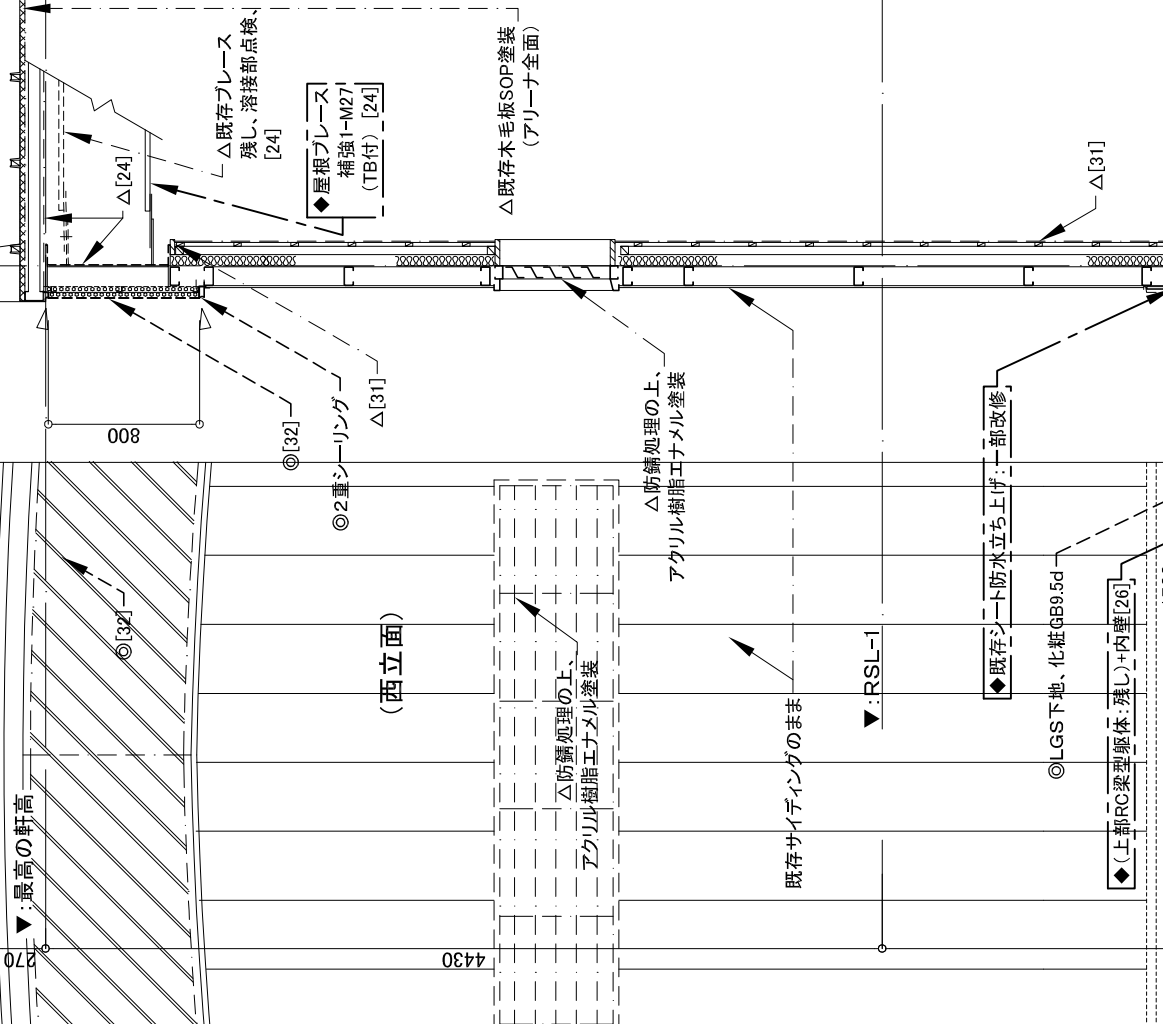 △既存ブレース
残し、溶接部点検、
[24]
△[24]
◆屋根ブレース
補強1-M27
(TB付) [24]
△既存木毛板SOP塗装
(アリーナ全面)
△[31]
800
◎[32]
◎2重シーリング
△[31]
△防錆処理の上、
アクリル樹脂エナメル塗装
◆既存シート防水立ち上げ:一部改修
◎[32]
(西立面)
△防錆処理の上、
アクリル樹脂エナメル塗装
既存サイディングのまま
▼:RSL-1
◎LGS下地、化粧GB9.5d
◆(上部RC梁型躯体:残し)+内壁[26]
▼:最高の軒高
270
4430